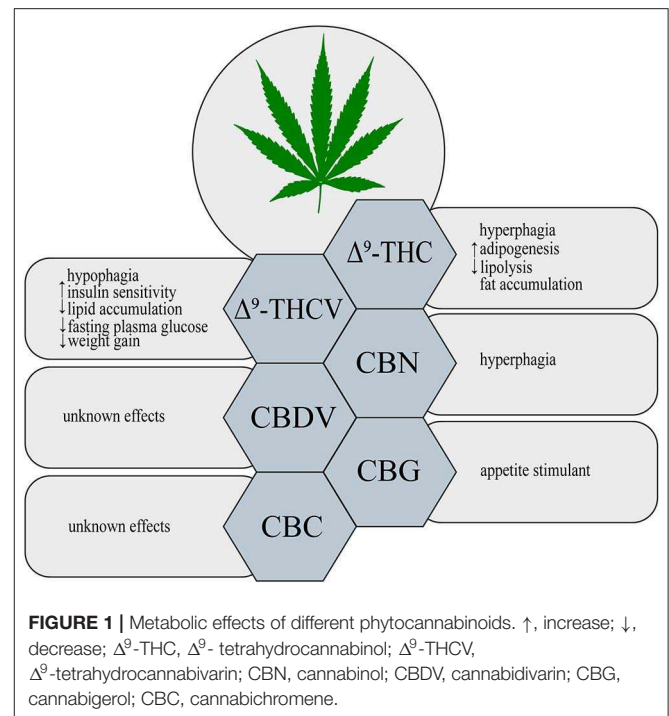 Δ⁹-THC
hyperphagia
↑adipogenesis
↓lipolysis
fat accumulation
Δ⁹-THCV
hypophagia
↑insulin sensitivity
↓lipid accumulation
↓fasting plasma glucose
↓weight gain
CBN
hyperphagia
CBDV
unknown effects
CBG
appetite stimulant
CBC
unknown effects
FIGURE 1 | Metabolic effects of different phytocannabinoids. ↑, increase; ↓,
decrease; Δ⁹-THC, Δ⁹- tetrahydrocannabinol; Δ⁹-THCV,
Δ⁹-tetrahydrocannabivarin; CBN, cannabinol; CBDV, cannabidivarin; CBG,
cannabigerol; CBC, cannabichromene.